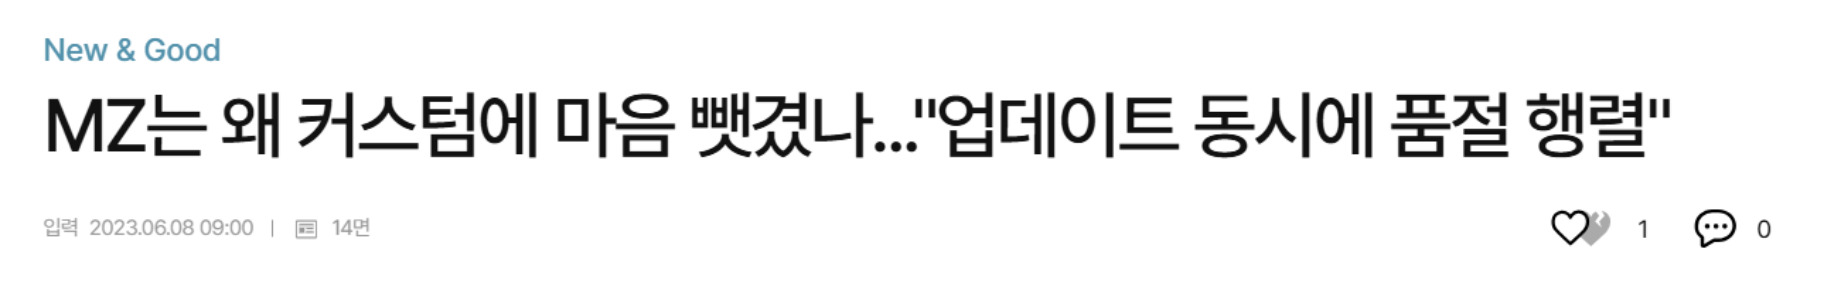 New & Good
MZ는 왜 커스텀에 마음 뺏겼나..."업데이트 동시에 품절 행렬"
입력 2023.06.08 09:00 | 14면 1 0